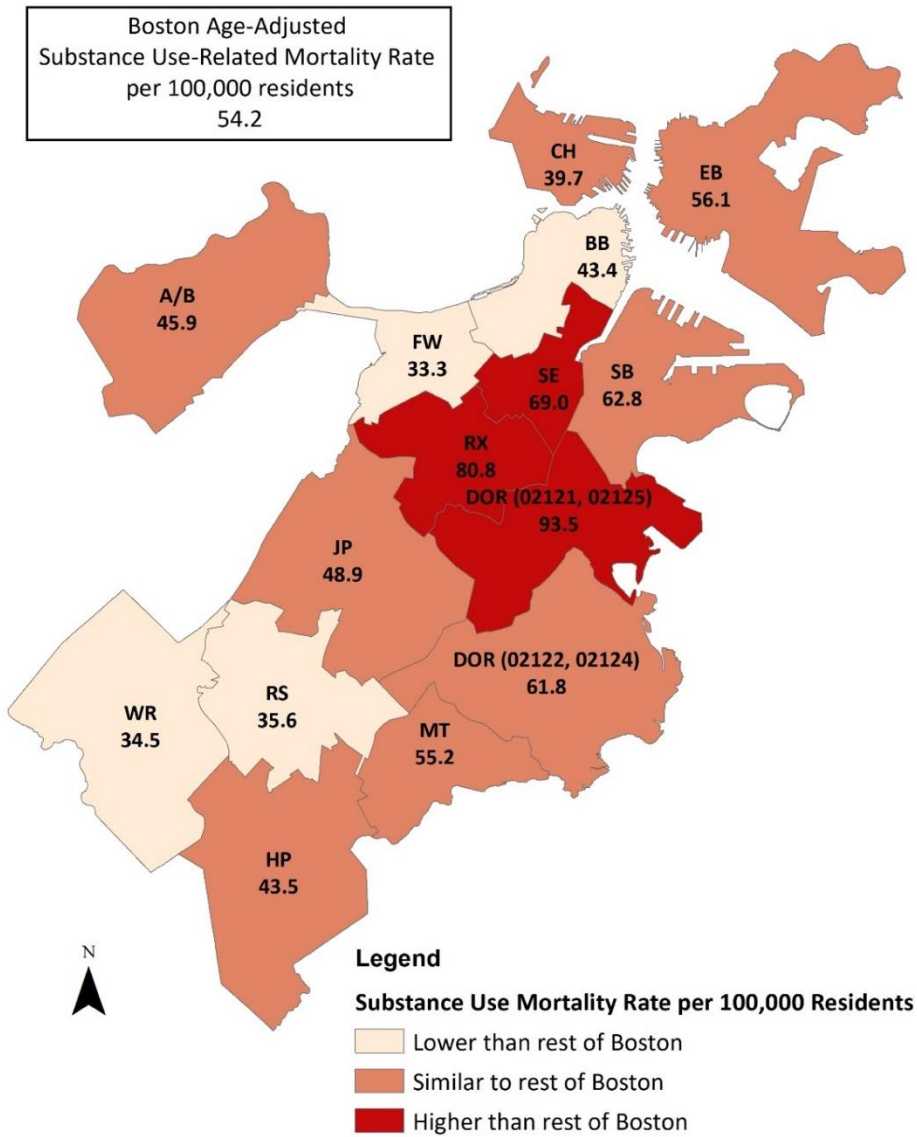 Boston Age-Adjusted
Substance Use-Related Mortality Rate
per 100,000 residents
54.2
CH
39.7
EB
56.1
BB
43.4
A/B
45.9
FW
33.3
SE
69.0
SB
62.8
RX
80.8
DOR (02121, 02125)
93.5
JP
48.9
DOR (02122, 02124)
61.8
RS
35.6
WR
34.5
MT
55.2
HP
43.5
N
Legend
Substance Use Mortality Rate per 100,000 Residents
Lower than rest of Boston
Similar to rest of Boston
Higher than rest of Boston